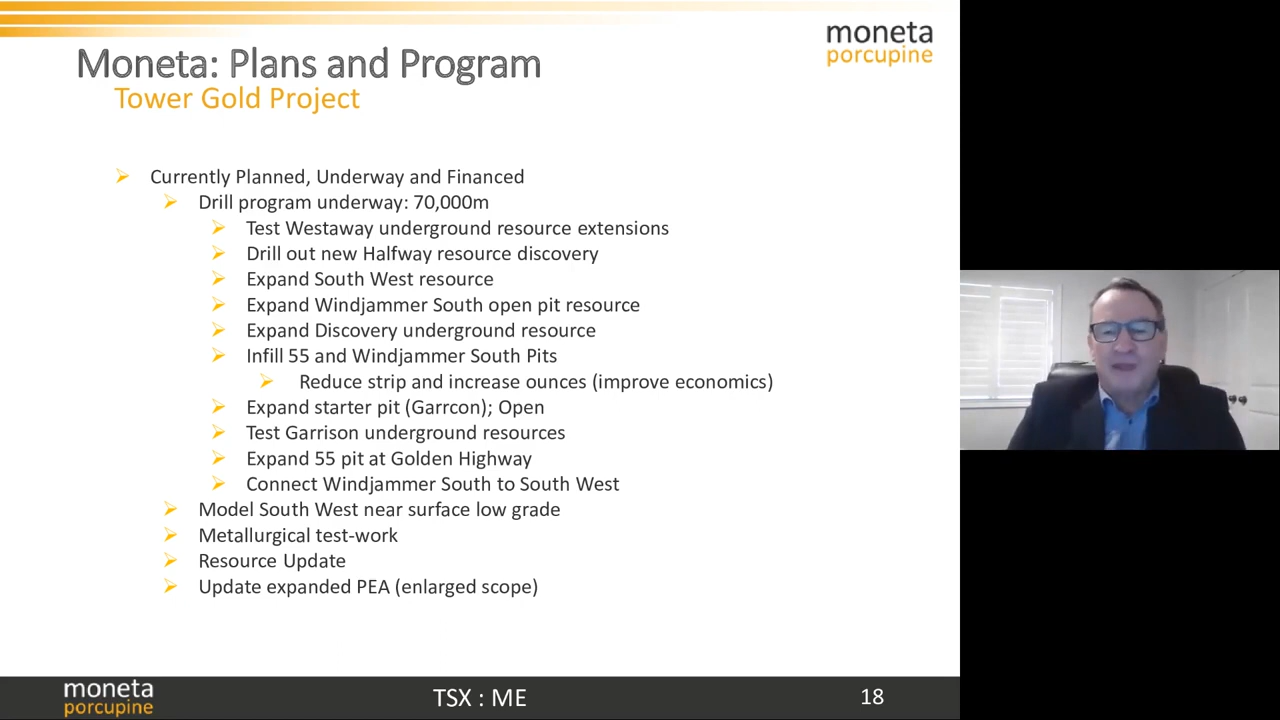 moneta
porcupine
Moneta: Plans and Program
Tower Gold Project
Currently Planned, Underway and Financed
Drill program underway: 70,000m
Test Westaway underground resource extensions
Drill out new Halfway resource discovery
Expand South West resource
Expand Windjammer South open pit resource
Expand Discovery underground resource
Infill 55 and Windjammer South Pits
Reduce strip and increase ounces (improve economics)
Expand starter pit (Garrcon); Open
Test Garrison underground resources
Expand 55 pit at Golden Highway
Connect Windjammer South to South West
Model South West near surface low grade
Metallurgical test-work
Resource Update
Update expanded PEA (enlarged scope)
moneta
porcupine
TSX : ME
18